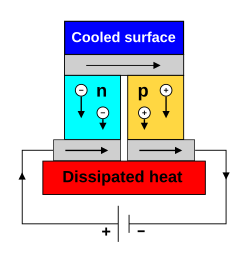 Cooled surface
n p
− +
− +
Dissipated heat
+ −